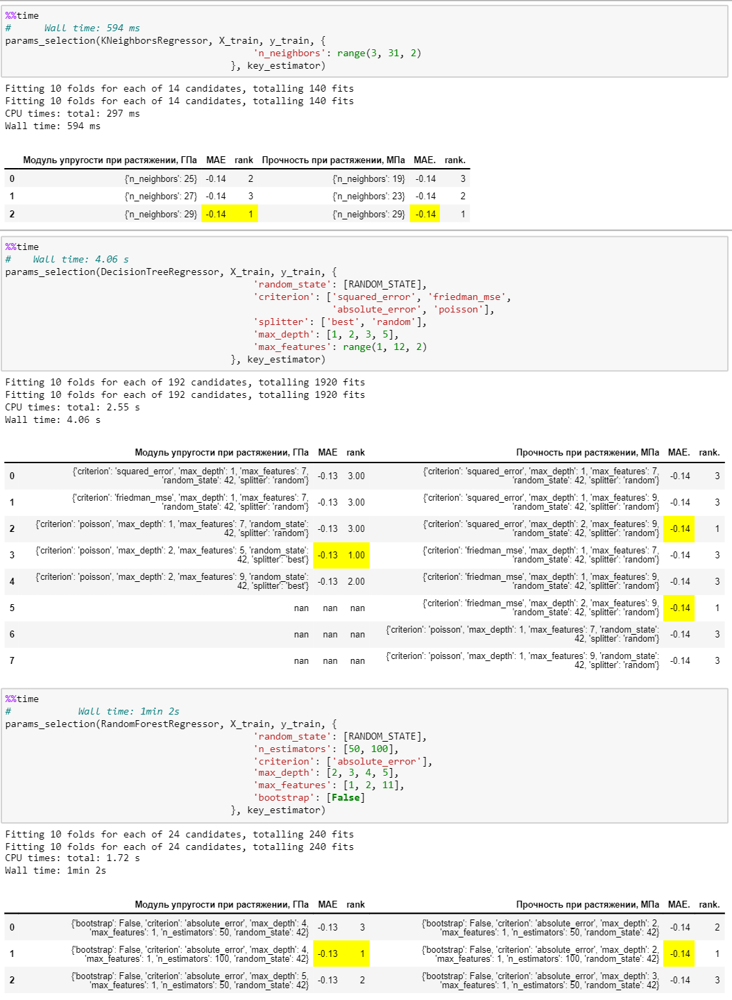 %%time
#      Wall time: 594 ms
params_selection(KNeighborsRegressor, X_train, y_train, {
'n_neighbors': range(3, 31, 2)
}, key_estimator)
Fitting 10 folds for each of 14 candidates, totalling 140 fits
Fitting 10 folds for each of 14 candidates, totalling 140 fits
CPU times: total: 297 ms
Wall time: 594 ms
Модуль упругости при растяжении, ГПа MAE rank Прочность при растяжении, МПа MAE. rank.
0 {'n_neighbors': 25} -0.14 2 {'n_neighbors': 19} -0.14 3
1 {'n_neighbors': 27} -0.14 3 {'n_neighbors': 23} -0.14 2
2 {'n_neighbors': 29} -0.14 1 {'n_neighbors': 29} -0.14 1
%%time
#    Wall time: 4.06 s
params_selection(DecisionTreeRegressor, X_train, y_train, {
'random_state': [RANDOM_STATE],
'criterion': ['squared_error', 'friedman_mse',
'absolute_error', 'poisson'],
'splitter': ['best', 'random'],
'max_depth': [1, 2, 3, 5],
'max_features': range(1, 12, 2)
}, key_estimator)
Fitting 10 folds for each of 192 candidates, totalling 1920 fits
Fitting 10 folds for each of 192 candidates, totalling 1920 fits
CPU times: total: 2.55 s
Wall time: 4.06 s
Модуль упругости при растяжении, ГПа MAE rank Прочность при растяжении, МПа MAE. rank.
{'criterion': 'squared_error', 'max_depth': 1, 'max_features': 7, {'criterion': 'squared_error', 'max_depth': 1, 'max_features': 7,
0 'random_state': 42, 'splitter': 'random'} -0.13 3.00 'random_state': 42, 'splitter': 'random'} -0.14 3
{'criterion': 'friedman_mse', 'max_depth': 1, 'max_features': 7, {'criterion': 'squared_error', 'max_depth': 1, 'max_features': 9,
1 'random_state': 42, 'splitter': 'random'} -0.13 3.00 'random_state': 42, 'splitter': 'random'} -0.14 3
{'criterion': 'poisson', 'max_depth': 1, 'max_features': 7, 'random_state': {'criterion': 'squared_error', 'max_depth': 2, 'max_features': 9,
2 42, 'splitter': 'random'} -0.13 3.00 'random_state': 42, 'splitter': 'random'} -0.14 1
{'criterion': 'poisson', 'max_depth': 2, 'max_features': 5, 'random_state': {'criterion': 'friedman_mse', 'max_depth': 1, 'max_features': 7,
3 42, 'splitter': 'best'} -0.13 1.00 'random_state': 42, 'splitter': 'random'} -0.14 3
{'criterion': 'poisson', 'max_depth': 2, 'max_features': 9, 'random_state': {'criterion': 'friedman_mse', 'max_depth': 1, 'max_features': 9,
4 42, 'splitter': 'best'} -0.13 2.00 'random_state': 42, 'splitter': 'random'} -0.14 3
{'criterion': 'friedman_mse', 'max_depth': 2, 'max_features': 9,
5 nan nan nan 'random_state': 42, 'splitter': 'random'} -0.14 1
{'criterion': 'poisson', 'max_depth': 1, 'max_features': 7, 'random_state':
6 nan nan nan 42, 'splitter': 'random'} -0.14 3
{'criterion': 'poisson', 'max_depth': 1, 'max_features': 9, 'random_state':
7 nan nan nan 42, 'splitter': 'random'} -0.14 3
%%time
#            Wall time: 1min 2s
params_selection(RandomForestRegressor, X_train, y_train, {
'random_state': [RANDOM_STATE],
'n_estimators': [50, 100],
'criterion': ['absolute_error'],
'max_depth': [2, 3, 4, 5],
'max_features': [1, 2, 11],
'bootstrap': [False]
}, key_estimator)
Fitting 10 folds for each of 24 candidates, totalling 240 fits
Fitting 10 folds for each of 24 candidates, totalling 240 fits
CPU times: total: 1.72 s
Wall time: 1min 2s
Модуль упругости при растяжении, ГПа MAE rank Прочность при растяжении, МПа MAE. rank.
{'bootstrap': False, 'criterion': 'absolute_error', 'max_depth': 4, {'bootstrap': False, 'criterion': 'absolute_error', 'max_depth': 2,
0 'max_features': 1, 'n_estimators': 50, 'random_state': 42} -0.13 3 'max_features': 1, 'n_estimators': 50, 'random_state': 42} -0.14 2
{'bootstrap': False, 'criterion': 'absolute_error', 'max_depth': 4, {'bootstrap': False, 'criterion': 'absolute_error', 'max_depth': 2,
1 'max_features': 1, 'n_estimators': 100, 'random_state': 42} -0.13 1 'max_features': 1, 'n_estimators': 100, 'random_state': 42} -0.14 1
{'bootstrap': False, 'criterion': 'absolute_error', 'max_depth': 5, {'bootstrap': False, 'criterion': 'absolute_error', 'max_depth': 3,
2 'max_features': 1, 'n_estimators': 50, 'random_state': 42} -0.13 2 'max_features': 1, 'n_estimators': 50, 'random_state': 42} -0.14 3